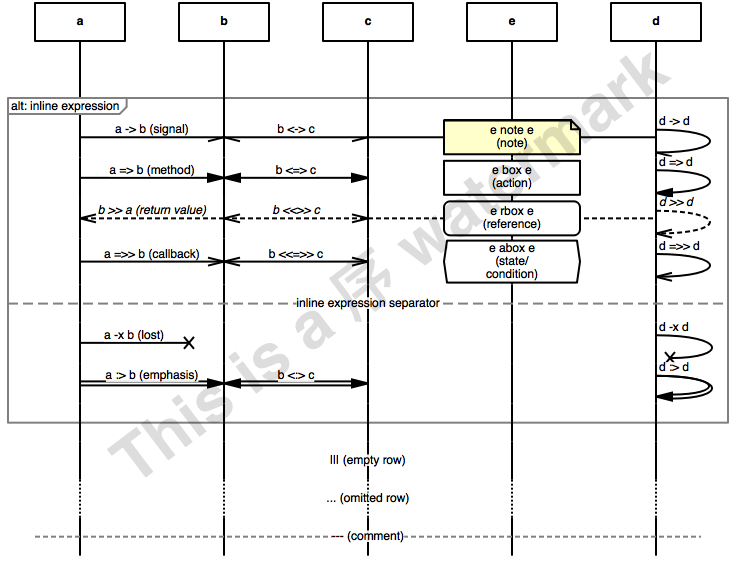 a
b
c
e
d
alt: inline expression
a -> b (signal)
b <-> c
e note e
(note)
d -> d
a => b (method)
b <=> c
e box e
(action)
d => d
b >> a (return value)
b <<>> c
e rbox e
(reference)
d >> d
a =>> b (callback)
b <<=>> c
e abox e
(state/
condition)
d =>> d
inline expression separator
a -x b (lost)
d -x d
a :> b (emphasis)
b <:> c
d :> d
||| (empty row)
... (omitted row)
--- (comment)
This is a 序 watermark